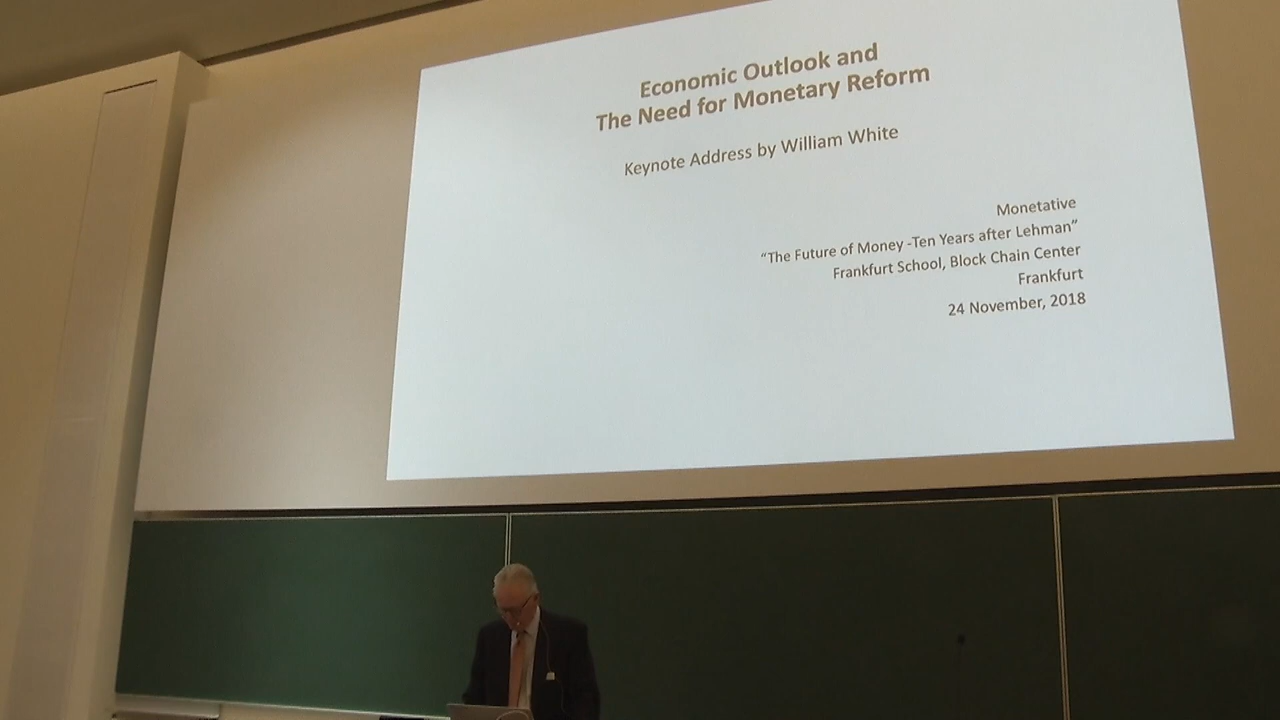 Economic Outlook and
The Need for Monetary Reform
Keynote Address by William White
Monetative
“The Future of Money -Ten Years after Lehman”
Frankfurt School, Block Chain Center
Frankfurt
24 November, 2018